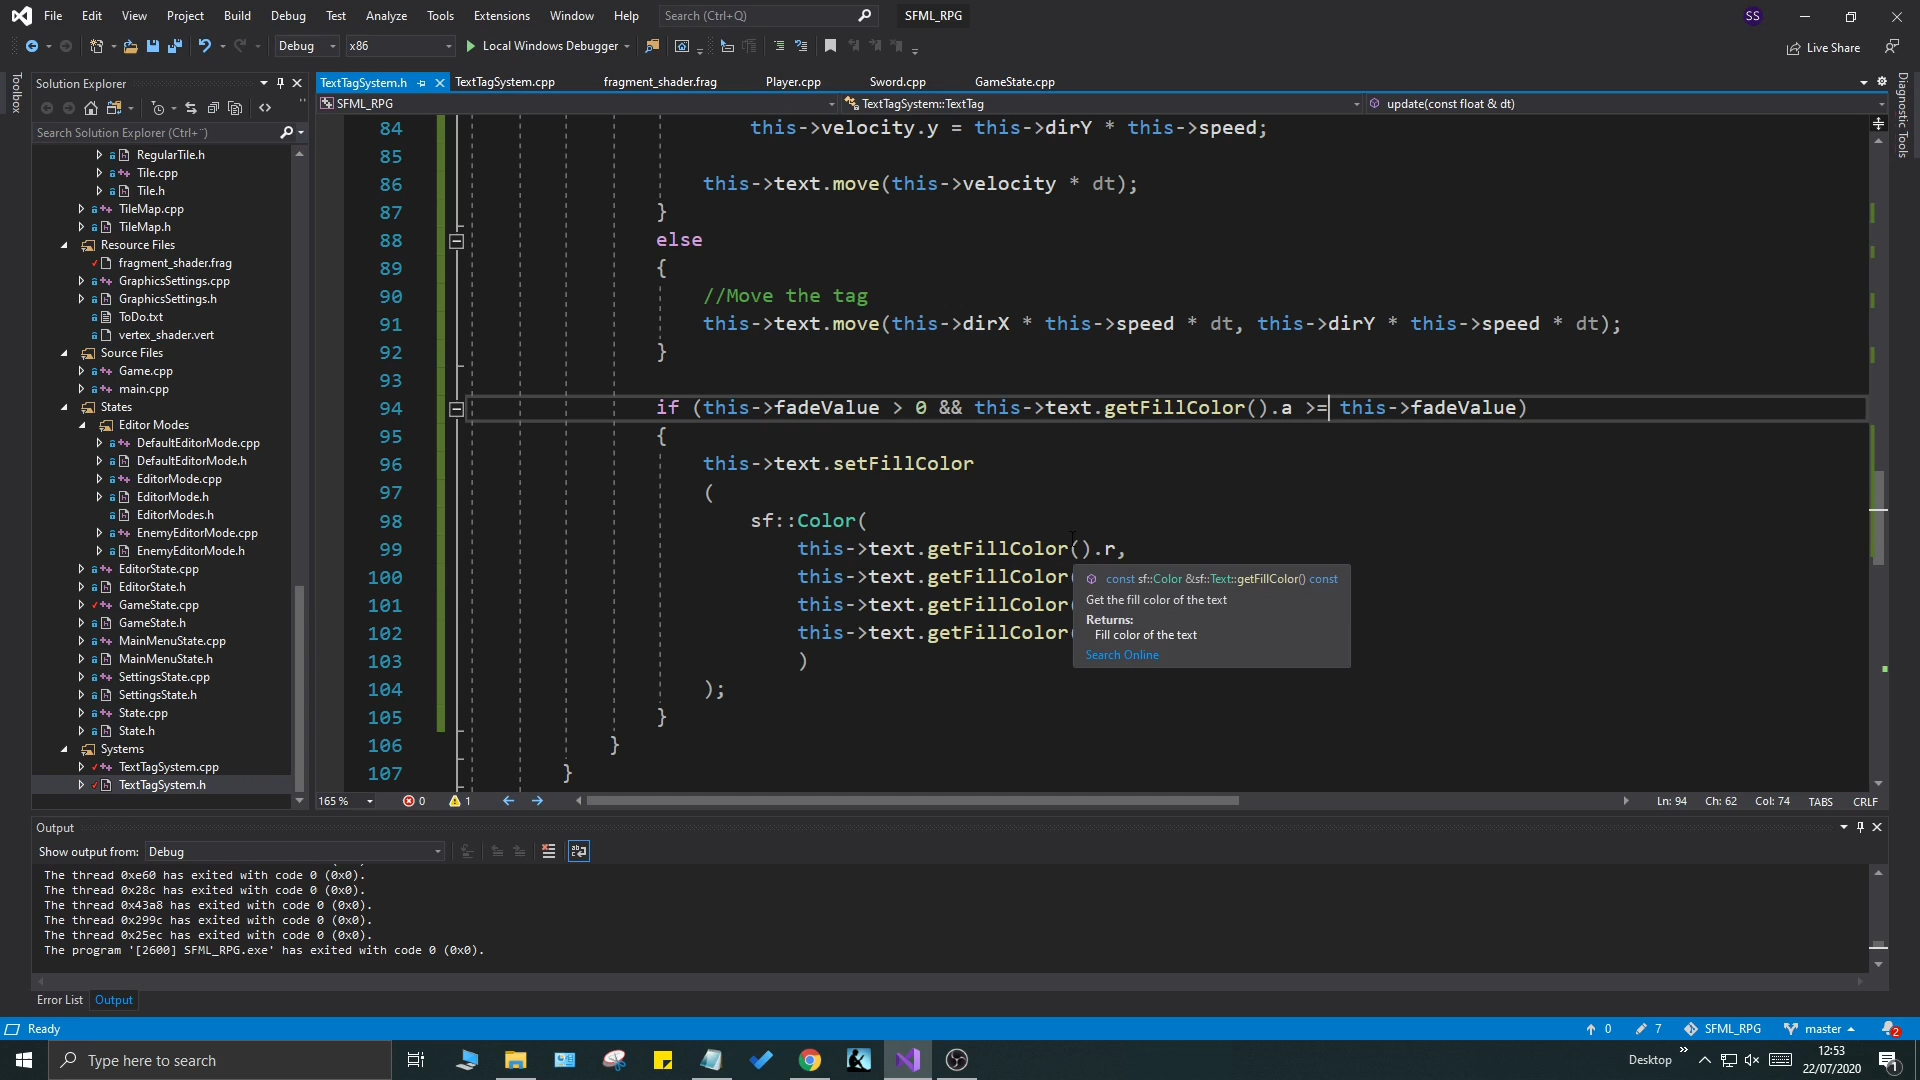 File Edit View Project Build Debug Test Analyze Tools Extensions Window Help Search (Ctrl+Q) SFML_RPG SS
Debug x86 Local Windows Debugger Live Share
Toolbox
Solution Explorer
Search Solution Explorer (Ctrl+¨)
RegularTile.h
Tile.cpp
Tile.h
TileMap.cpp
TileMap.h
Resource Files
fragment_shader.frag
GraphicsSettings.cpp
GraphicsSettings.h
ToDo.txt
vertex_shader.vert
Source Files
Game.cpp
main.cpp
States
Editor Modes
DefaultEditorMode.cpp
DefaultEditorMode.h
EditorMode.cpp
EditorMode.h
EditorModes.h
EnemyEditorMode.cpp
EnemyEditorMode.h
EditorState.cpp
EditorState.h
GameState.cpp
GameState.h
MainMenuState.cpp
MainMenuState.h
SettingsState.cpp
SettingsState.h
State.cpp
State.h
Systems
TextTagSystem.cpp
TextTagSystem.h
TextTagSystem.h TextTagSystem.cpp fragment_shader.frag Player.cpp Sword.cpp GameState.cpp
SFML_RPG TextTagSystem::TextTag update(const float & dt)
Diagnostic Tools
84 this->velocity.y = this->dirY * this->speed;
85
86 this->text.move(this->velocity * dt);
87 }
88 else
89 {
90 //Move the tag
91 this->text.move(this->dirX * this->speed * dt, this->dirY * this->speed * dt);
92 }
93
94 if (this->fadeValue > 0 && this->text.getFillColor().a >= this->fadeValue)
95 {
96 this->text.setFillColor
97 (
98 sf::Color(
99 this->text.getFillColor().r,
100 this->text.getFillColor(
101 this->text.getFillColor(
102 this->text.getFillColor(
103 )
104 );
105 }
106 }
107 }
const sf::Color &sf::Text::getFillColor() const
Get the fill color of the text
Returns:
Fill color of the text
Search Online
165 % 0 1 Ln: 94 Ch: 62 Col: 74 TABS CRLF
Output
Show output from: Debug
The thread 0xe60 has exited with code 0 (0x0).
The thread 0x28c has exited with code 0 (0x0).
The thread 0x43a8 has exited with code 0 (0x0).
The thread 0x299c has exited with code 0 (0x0).
The thread 0x25ec has exited with code 0 (0x0).
The program '[2600] SFML_RPG.exe' has exited with code 0 (0x0).
Error List Output
Ready 0 7 SFML_RPG master 2
Type here to search Desktop 12:53
22/07/2020 1